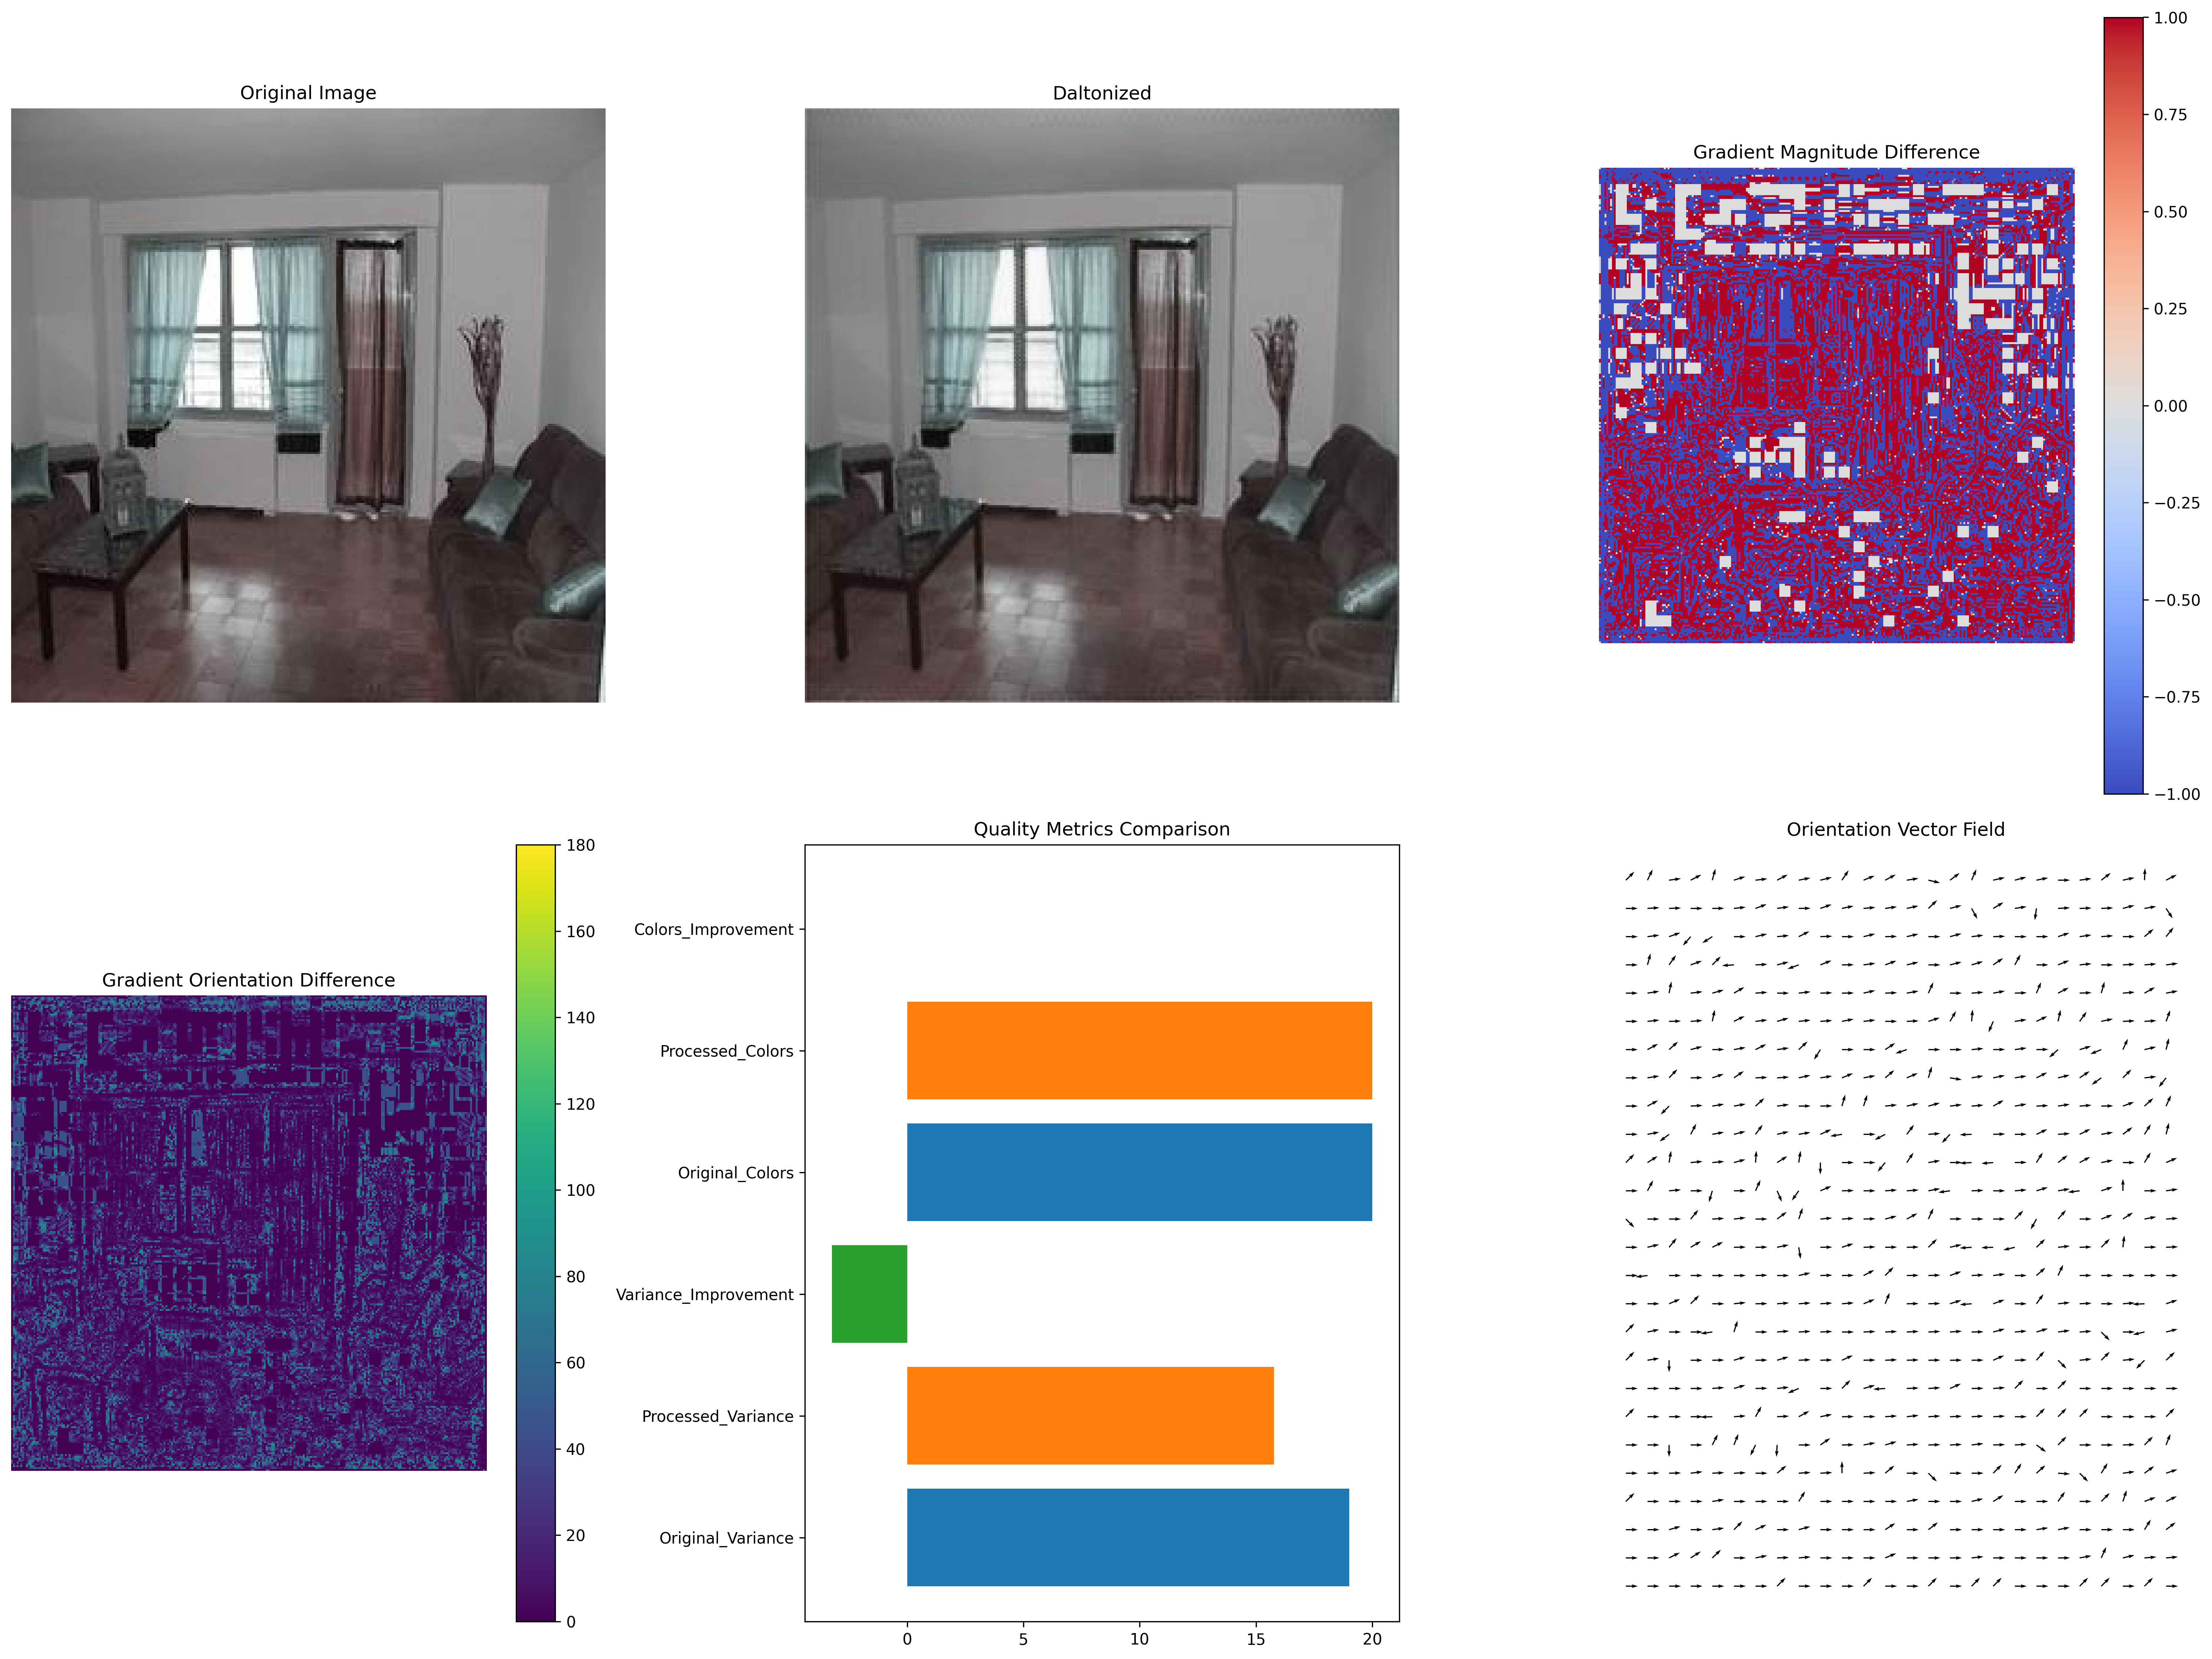 Original Image
Daltonized
Gradient Magnitude Difference
1.00
0.75
0.50
0.25
0.00
−0.25
−0.50
−0.75
−1.00
Gradient Orientation Difference
180
160
140
120
100
80
60
40
20
0
Quality Metrics Comparison
Colors_Improvement
Processed_Colors
Original_Colors
Variance_Improvement
Processed_Variance
Original_Variance
0 5 10 15 20
Orientation Vector Field